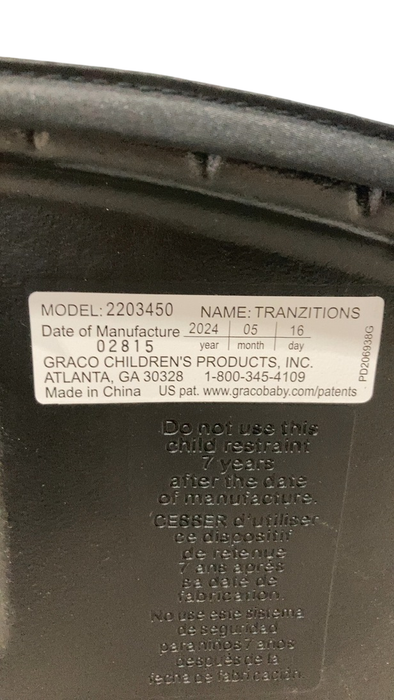 MODEL: 2203450 NAME: TRANZITIONS
Date of Manufacture 2024 05 16
02815 year month day
GRACO CHILDREN'S PRODUCTS, INC.
ATLANTA, GA 30328 1-800-345-4109
Made in China US pat. www.gracobaby.com/patents
PD206938G
Do not use this
child restraint
7 years
after the date
of manufacture.
CESSER d'utiliser
ce dispositif
de retenue
7 ans après
sa date de
fabrication.
No use este sistema
de seguridad
para niños 7 años
después de la
fecha de fabricación.